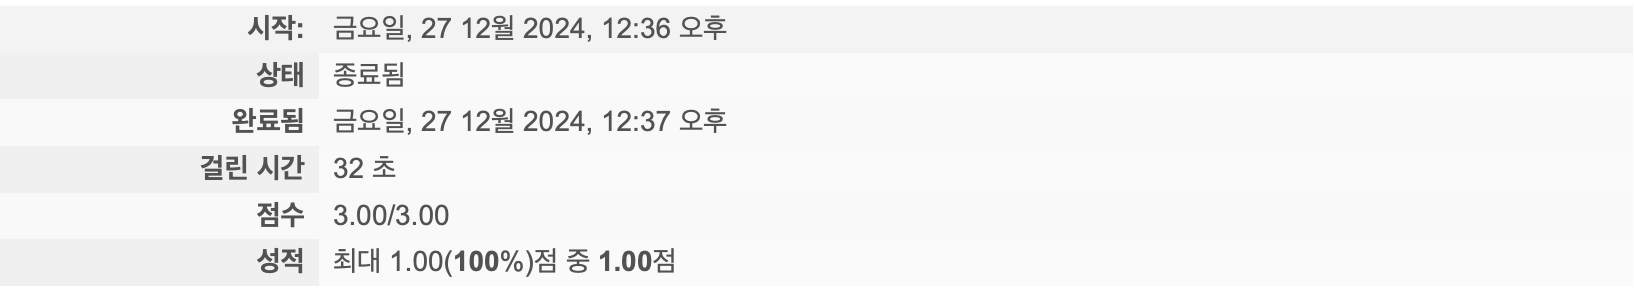 시작: 금요일, 27 12월 2024, 12:36 오후
상태 종료됨
완료됨 금요일, 27 12월 2024, 12:37 오후
걸린 시간 32 초
점수 3.00/3.00
성적 최대 1.00(100%)점 중 1.00점